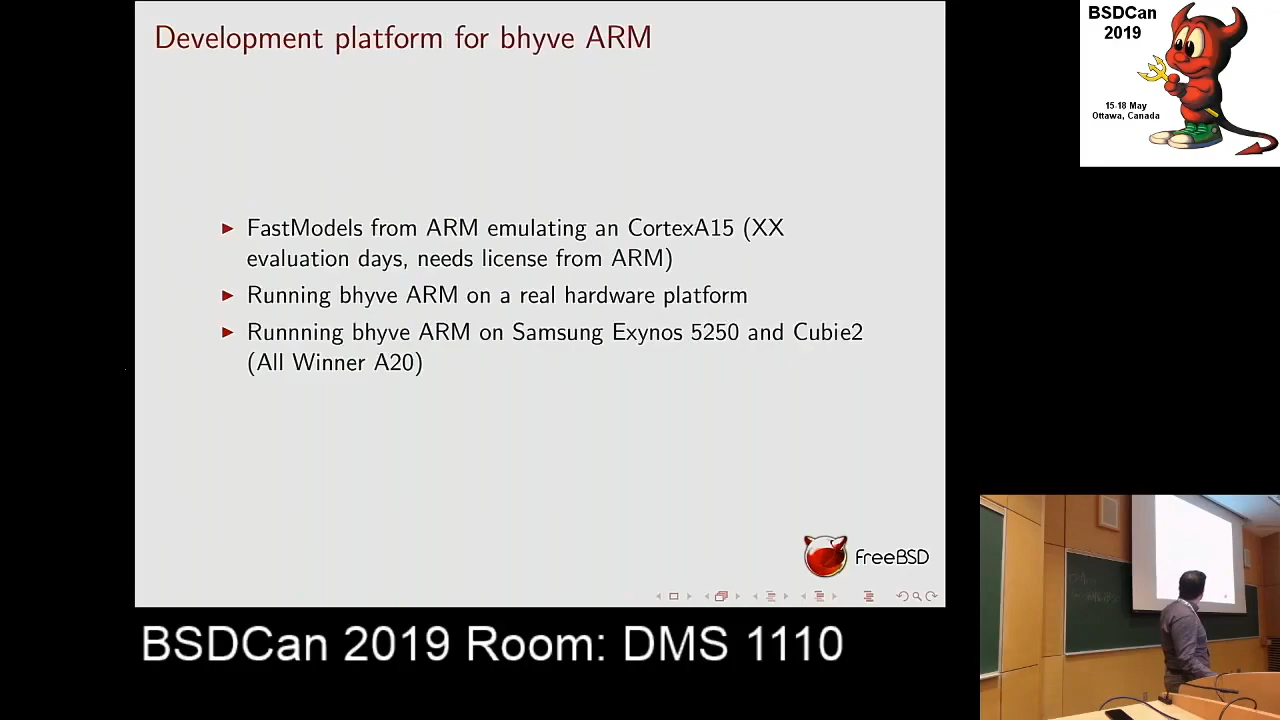 Development platform for bhyve ARM
BSDCan
2019
15-18 May
Ottawa, Canada
▶ FastModels from ARM emulating an CortexA15 (XX
evaluation days, needs license from ARM)
▶ Running bhyve ARM on a real hardware platform
▶ Runnning bhyve ARM on Samsung Exynos 5250 and Cubie2
(All Winner A20)
FreeBSD
BSDCan 2019 Room: DMS 1110